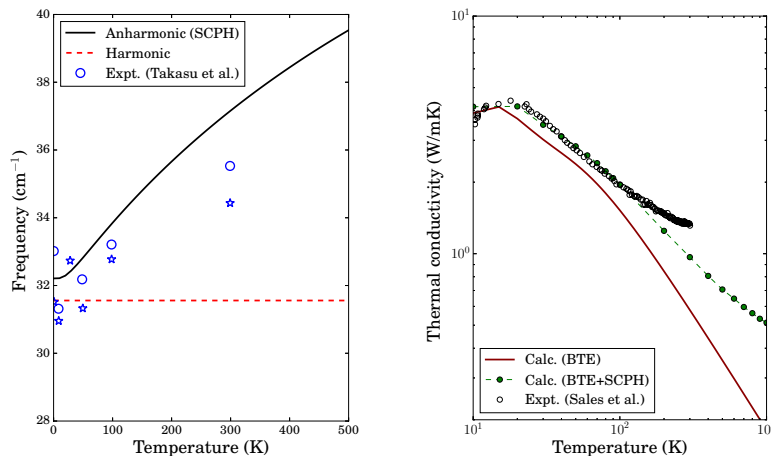 40
38
36
34
32
30
28
0
100
200
300
400
500
Frequency (cm⁻¹)
Temperature (K)
Anharmonic (SCPH)
Harmonic
Expt. (Takasu et al.)
10¹
10⁰
10¹
10²
10
Thermal conductivity (W/mK)
Temperature (K)
Calc. (BTE)
Calc. (BTE+SCPH)
Expt. (Sales et al.)